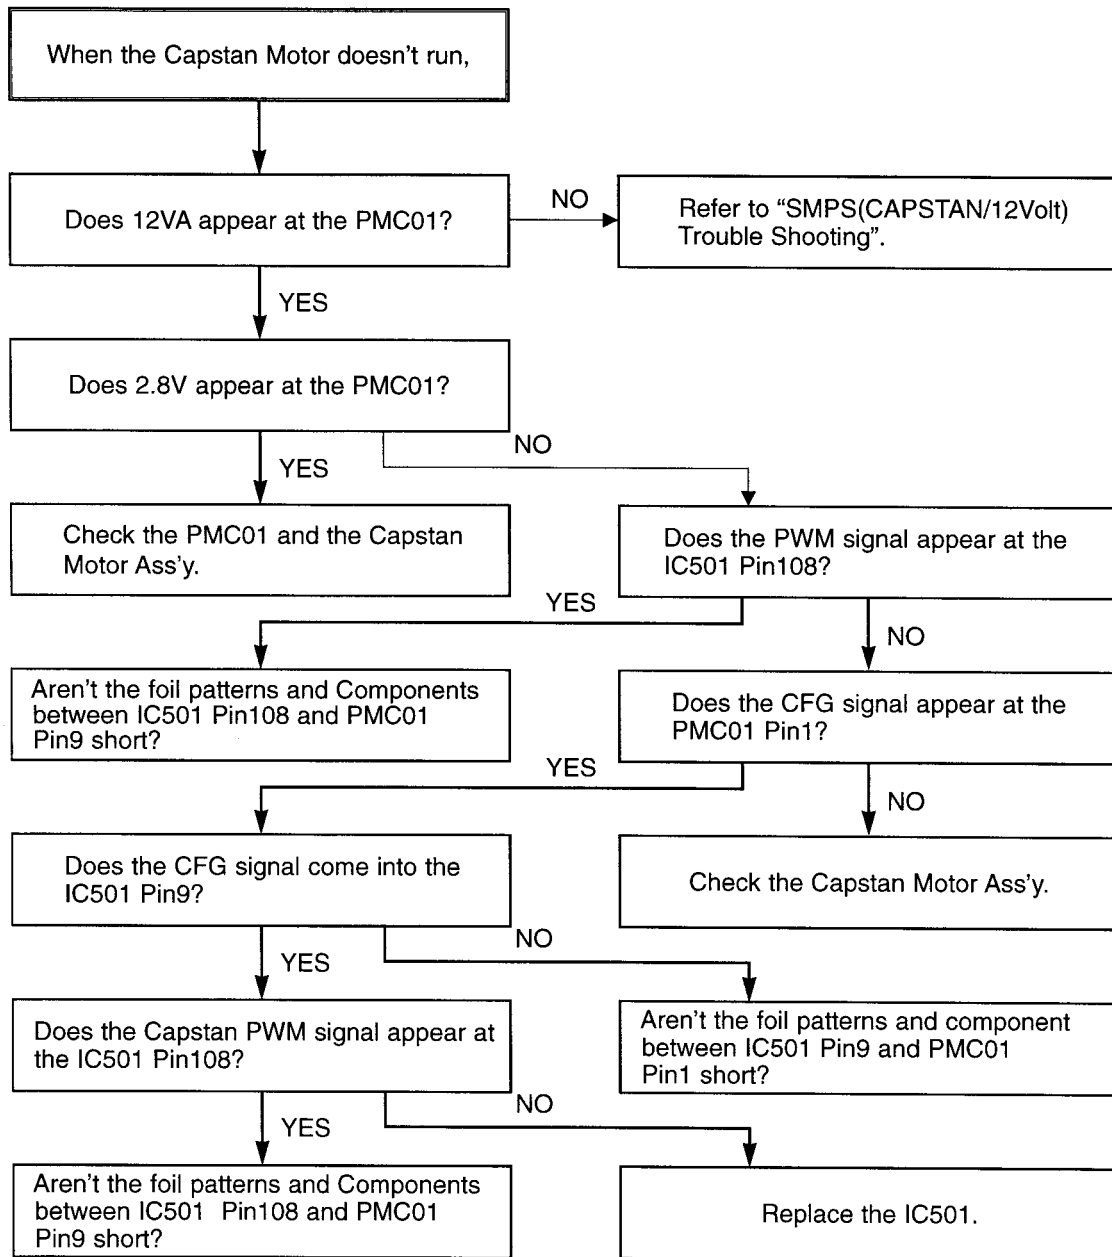 When the Capstan Motor doesn't run,
Does 12VA appear at the PMC01?
NO
Refer to “SMPS(CAPSTAN/12Volt)
Trouble Shooting”.
YES
Does 2.8V appear at the PMC01?
NO
YES
Check the PMC01 and the Capstan
Motor Ass'y.
Does the PWM signal appear at the
IC501 Pin108?
YES
NO
Aren't the foil patterns and Components
between IC501 Pin108 and PMC01
Pin9 short?
Does the CFG signal appear at the
PMC01 Pin1?
YES
NO
Does the CFG signal come into the
IC501 Pin9?
Check the Capstan Motor Ass'y.
NO
YES
Does the Capstan PWM signal appear at
the IC501 Pin108?
Aren't the foil patterns and component
between IC501 Pin9 and PMC01
Pin1 short?
NO
YES
Aren't the foil patterns and Components
between IC501 Pin108 and PMC01
Pin9 short?
Replace the IC501.